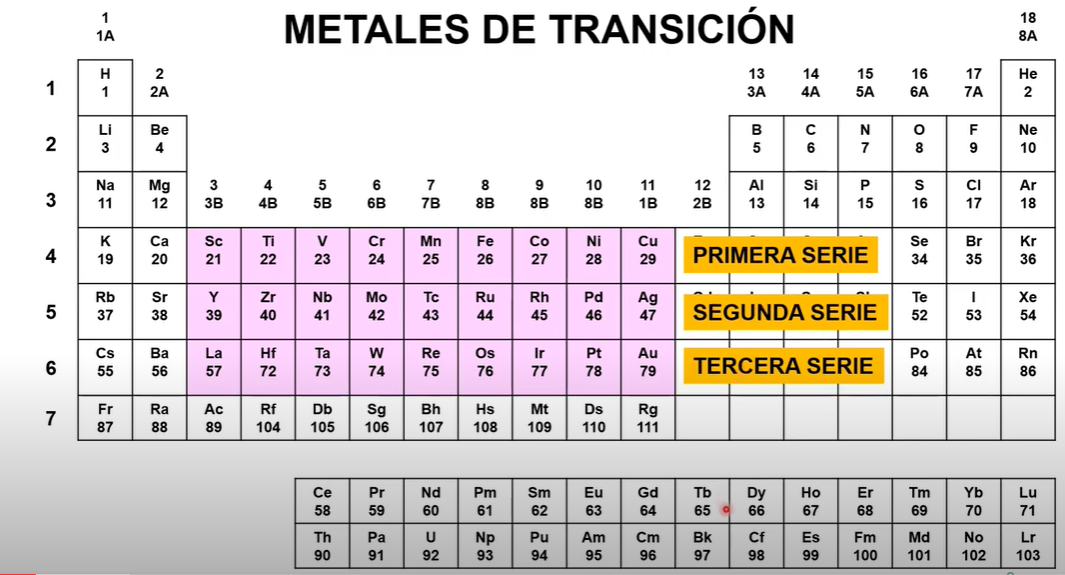 METALES DE TRANSICIÓN
1 18
1A 8A
H 2 13 14 15 16 17 He
1 1 2A 3A 4A 5A 6A 7A 2
Li Be B C N O F Ne
2 3 4 5 6 7 8 9 10
Na Mg 3 4 5 6 7 8 9 10 11 12 Al Si P S Cl Ar
3 11 12 3B 4B 5B 6B 7B 8B 8B 8B 1B 2B 13 14 15 16 17 18
K Ca Sc Ti V Cr Mn Fe Co Ni Cu Se Br Kr
4 19 20 21 22 23 24 25 26 27 28 29 PRIMERA SERIE 34 35 36
Rb Sr Y Zr Nb Mo Tc Ru Rh Pd Ag Te I Xe
5 37 38 39 40 41 42 43 44 45 46 47 SEGUNDA SERIE 52 53 54
Cs Ba La Hf Ta W Re Os Ir Pt Au Po At Rn
6 55 56 57 72 73 74 75 76 77 78 79 TERCERA SERIE 84 85 86
Fr Ra Ac Rf Db Sg Bh Hs Mt Ds Rg
7 87 88 89 104 105 106 107 108 109 110 111
Ce Pr Nd Pm Sm Eu Gd Tb Dy Ho Er Tm Yb Lu
58 59 60 61 62 63 64 65 66 67 68 69 70 71
Th Pa U Np Pu Am Cm Bk Cf Es Fm Md No Lr
90 91 92 93 94 95 96 97 98 99 100 101 102 103